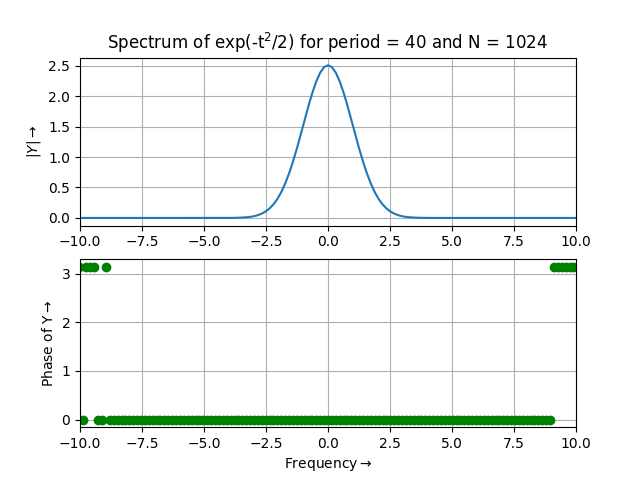 Spectrum of exp(-t²/2) for period = 40 and N = 1024
2.5
2.0
1.5
1.0
0.5
0.0
|Y|→
−10.0 −7.5 −5.0 −2.5 0.0 2.5 5.0 7.5 10.0
3
2
1
0
Phase of Y→
−10.0 −7.5 −5.0 −2.5 0.0 2.5 5.0 7.5 10.0
Frequency→